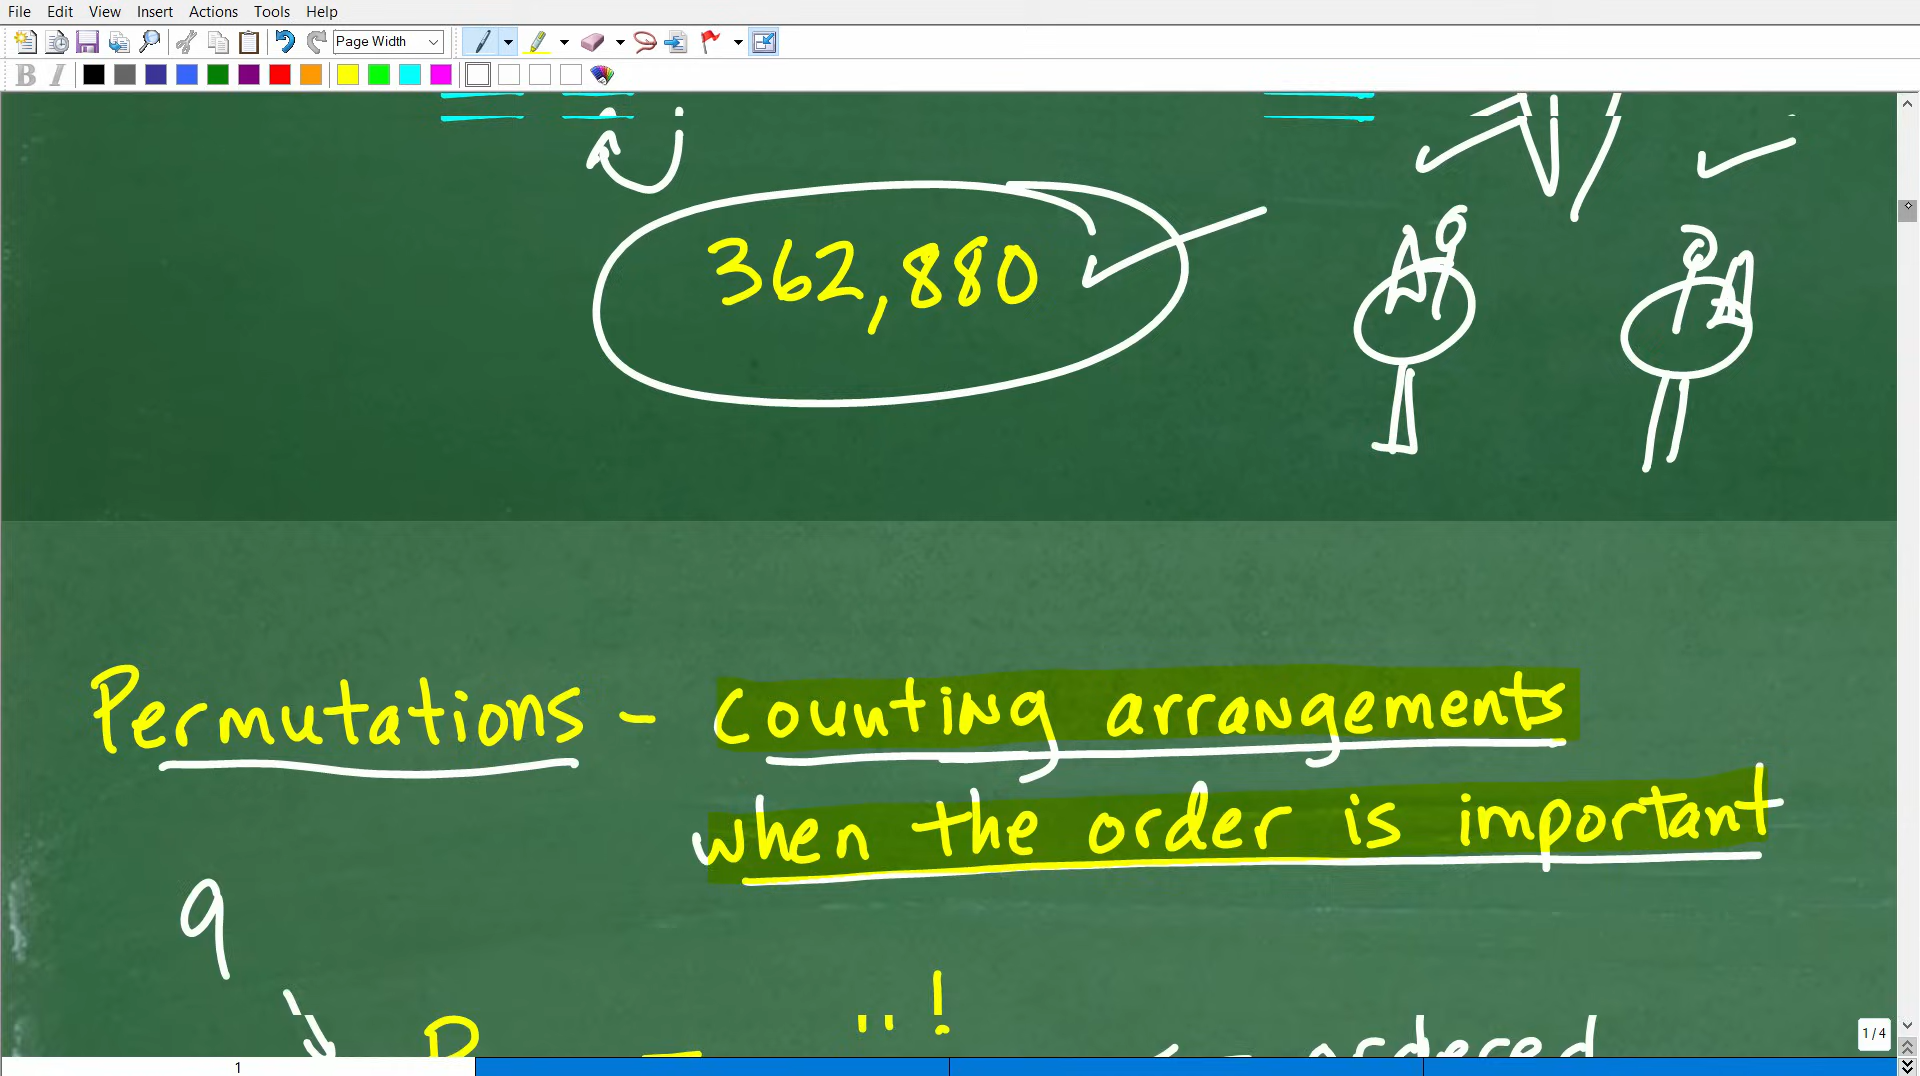 File Edit View Insert Actions Tools Help
Page Width
B I
362,880
Permutations - counting arrangements
when the order is important
9
P = n!
ordered
1 / 4
1